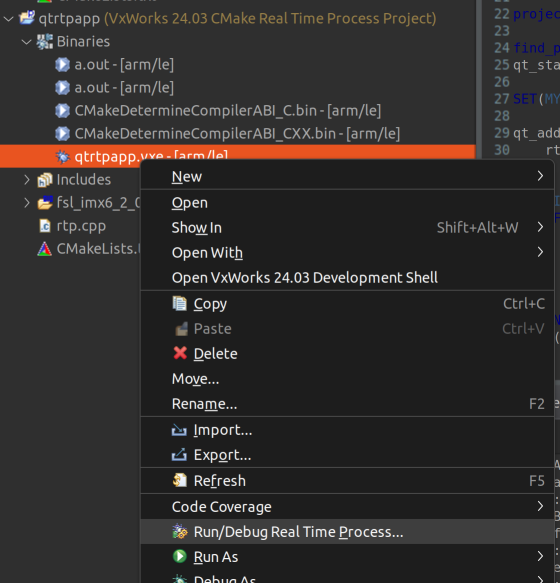 qtrtpapp (VxWorks 24.03 CMake Real Time Process Project)
Binaries
a.out - [arm/le]
a.out - [arm/le]
CMakeDetermineCompilerABI_C.bin - [arm/le]
CMakeDetermineCompilerABI_CXX.bin - [arm/le]
qtrtpapp.vxe - [arm/le]
Includes
fsl_imx6_2_0
rtp.cpp
CMakeLists.
22 projec
23
24 find_p
25 qt_sta
26
27 SET(MY
28
29 qt_add
30 rt
New
Open
Show In Shift+Alt+W
Open With
Open VxWorks 24.03 Development Shell
Copy Ctrl+C
Paste Ctrl+V
Delete
Move...
Rename... F2
Import...
Export...
Refresh F5
Code Coverage
Run/Debug Real Time Process...
Run As
Debug As